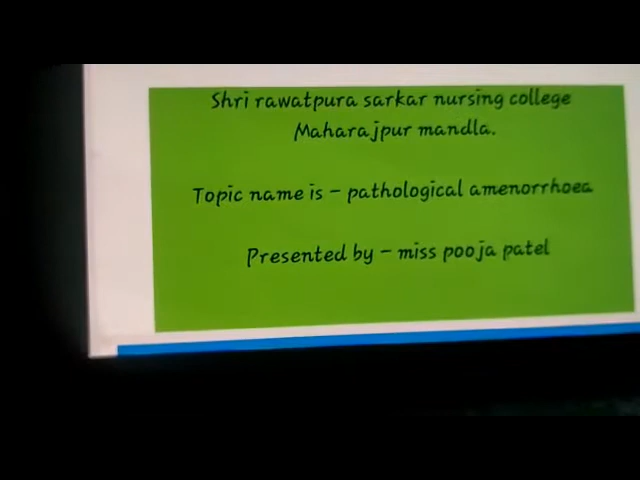 Shri rawatpura sarkar nursing college
Maharajpur mandla.
Topic name is - pathological amenorrhoea
Presented by - miss pooja patel